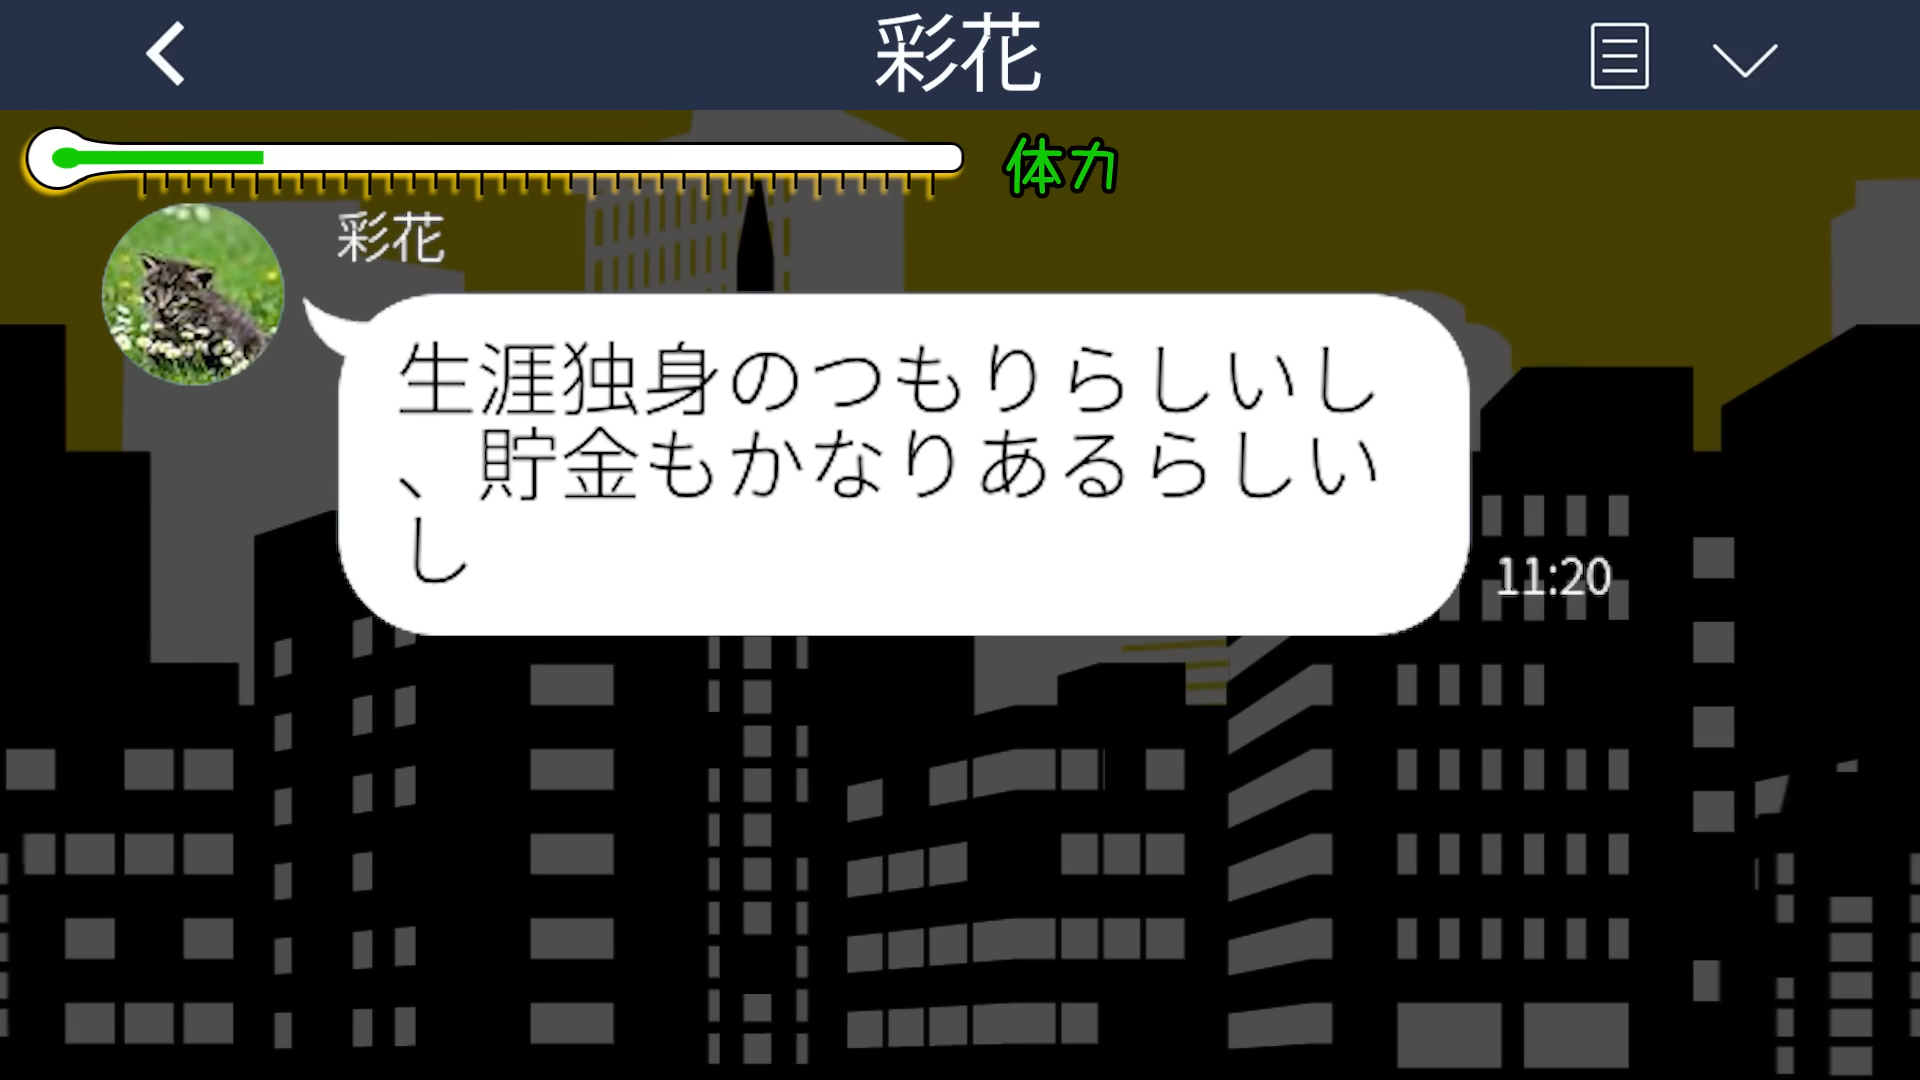 彩花
体力
彩花
生涯独身のつもりらしいし
、貯金もかなりあるらしい
し
11:20